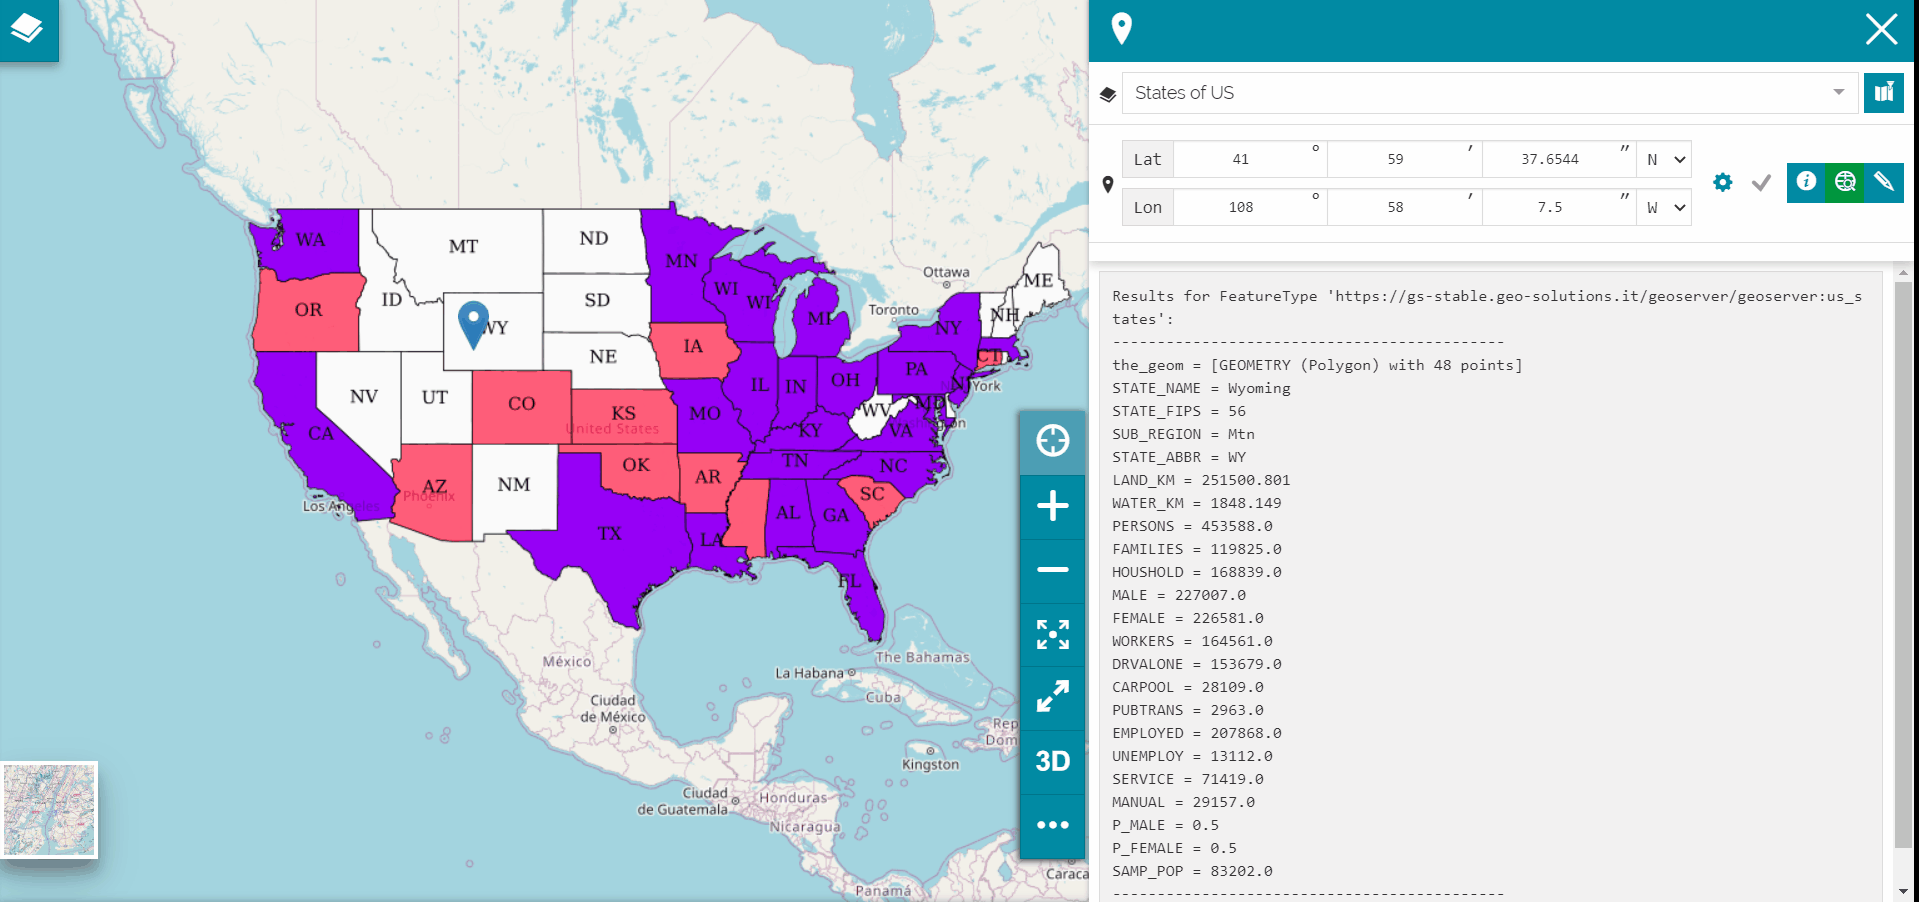 States of US
Lat 41 ° 59 ′ 37.6544 ″ N
Lon 108 ° 58 ′ 7.5 ″ W
Results for FeatureType 'https://gs-stable.geo-solutions.it/geoserver/geoserver:us_s
tates':
--------------------------------------------
the_geom = [GEOMETRY (Polygon) with 48 points]
STATE_NAME = Wyoming
STATE_FIPS = 56
SUB_REGION = Mtn
STATE_ABBR = WY
LAND_KM = 251500.801
WATER_KM = 1848.149
PERSONS = 453588.0
FAMILIES = 119825.0
HOUSHOLD = 168839.0
MALE = 227007.0
FEMALE = 226581.0
WORKERS = 164561.0
DRVALONE = 153679.0
CARPOOL = 28109.0
PUBTRANS = 2963.0
EMPLOYED = 207868.0
UNEMPLOY = 13112.0
SERVICE = 71419.0
MANUAL = 29157.0
P_MALE = 0.5
P_FEMALE = 0.5
SAMP_POP = 83202.0
--------------------------------------------
WA
MT
ND
MN
OR
ID
WY
SD
WI
WI
MI
Ottawa
Toronto
ME
NH
NY
NE
IA
CT
PA
NJ
York
NV
UT
CO
KS
United States
MO
IL
IN
OH
WV
MD
VA
KY
CA
AZ
Phoenix
NM
OK
AR
TN
NC
SC
Los Angeles
TX
LA
AL
GA
FL
México
Ciudad
de México
La Habana
The Bahamas
Cuba
Rep
Dom
Kingston
Ciudad
de Guatemala
Honduras
Nicaragua
Panamá
Caraca
3D